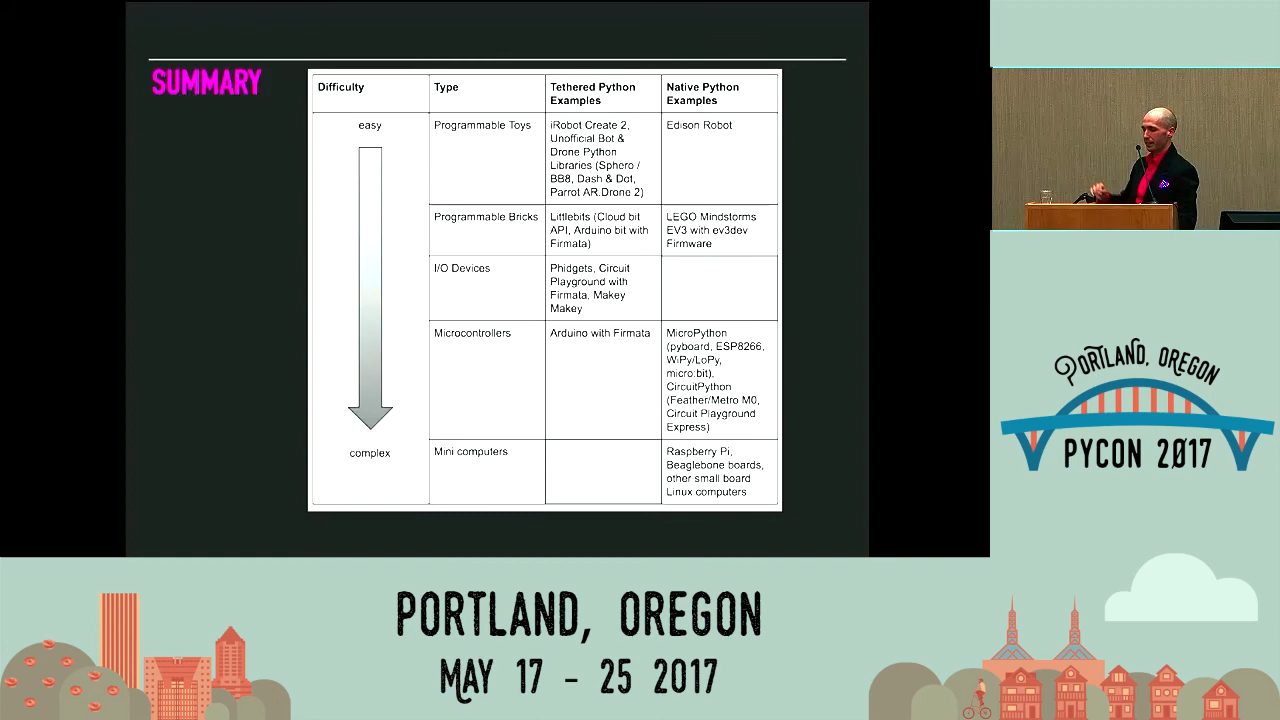 SUMMARY
Difficulty
Type
Tethered Python
Examples
Native Python
Examples
easy
Programmable Toys
iRobot Create 2,
Unofficial Bot &
Drone Python
Libraries (Sphero /
BB8, Dash & Dot,
Parrot AR.Drone 2)
Edison Robot
Programmable Bricks
Littlebits (Cloud bit
API, Arduino bit with
Firmata)
LEGO Mindstorms
EV3 with ev3dev
Firmware
I/O Devices
Phidgets, Circuit
Playground with
Firmata, Makey
Makey
Microcontrollers
Arduino with Firmata
MicroPython
(pyboard, ESP8266,
WiPy/LoPy,
micro:bit),
CircuitPython
(Feather/Metro M0,
Circuit Playground
Express)
complex
Mini computers
Raspberry Pi,
Beaglebone boards,
other small board
Linux computers
PORTLAND, OREGON
PYCON 2017
PORTLAND, OREGON
MAY 17 - 25 2017